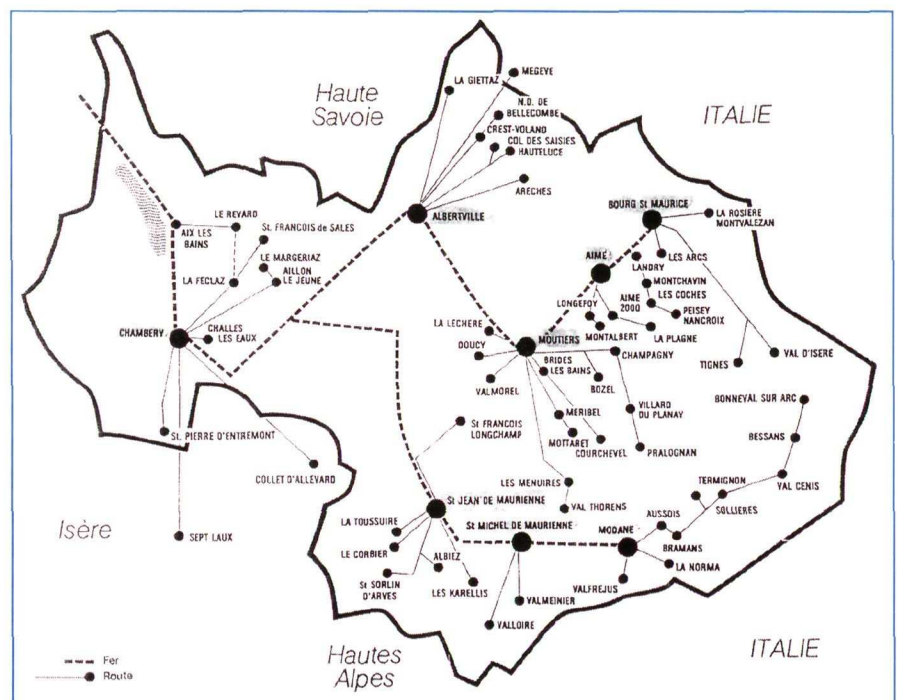 LA GIETTAZ
MEGEVE
Haute
Savoie
N.D. DE
BELLECOMBE
ITALIE
CREST-VOLAND
COL DES SAISIES
HAUTELUCE
ARECHES
ALBERTVILLE
BOURG St MAURICE
LA ROSIERE
MONTVALEZAN
LE REVARD
AIX LES
BAINS
St. FRANCOIS de SALES
LE MARGERIAZ
AILLON
LE JEUNE
LA FECLAZ
AIME
LES ARCS
LANDRY
MONTCHAVIN
LES COCHES
LONGEFOY
AIME
2000
PEISEY
NANCROIX
MONTALBERT
LA PLAGNE
CHAMBERY
CHALLES
LES EAUX
LA LECHERE
DOUCY
MOUTIERS
CHAMPAGNY
TIGNES
VAL D'ISERE
BRIDES
LES BAINS
VALMOREL
BOZEL
BONNEVAL SUR ARC
MERIBEL
VILLARD
DU PLANAY
MOTTARET
COURCHEVEL
PRALOGNAN
BESSANS
St FRANCOIS
LONGCHAMP
St. PIERRE D'ENTREMONT
COLLET D'ALLEVARD
LES MENUIRES
VAL THORENS
TERMIGNON
VAL CENIS
SOLLIERES
St JEAN DE MAURIENNE
St MICHEL DE MAURIENNE
MODANE
AUSSOIS
BRAMANS
Isère
SEPT LAUX
LA TOUSSUIRE
LE CORBIER
ALBIEZ
St SORLIN
D'ARVES
LES KARELLIS
VALFREJUS
LA NORMA
VALMEINIER
VALLOIRE
Hautes
Alpes
ITALIE
Fer
Route